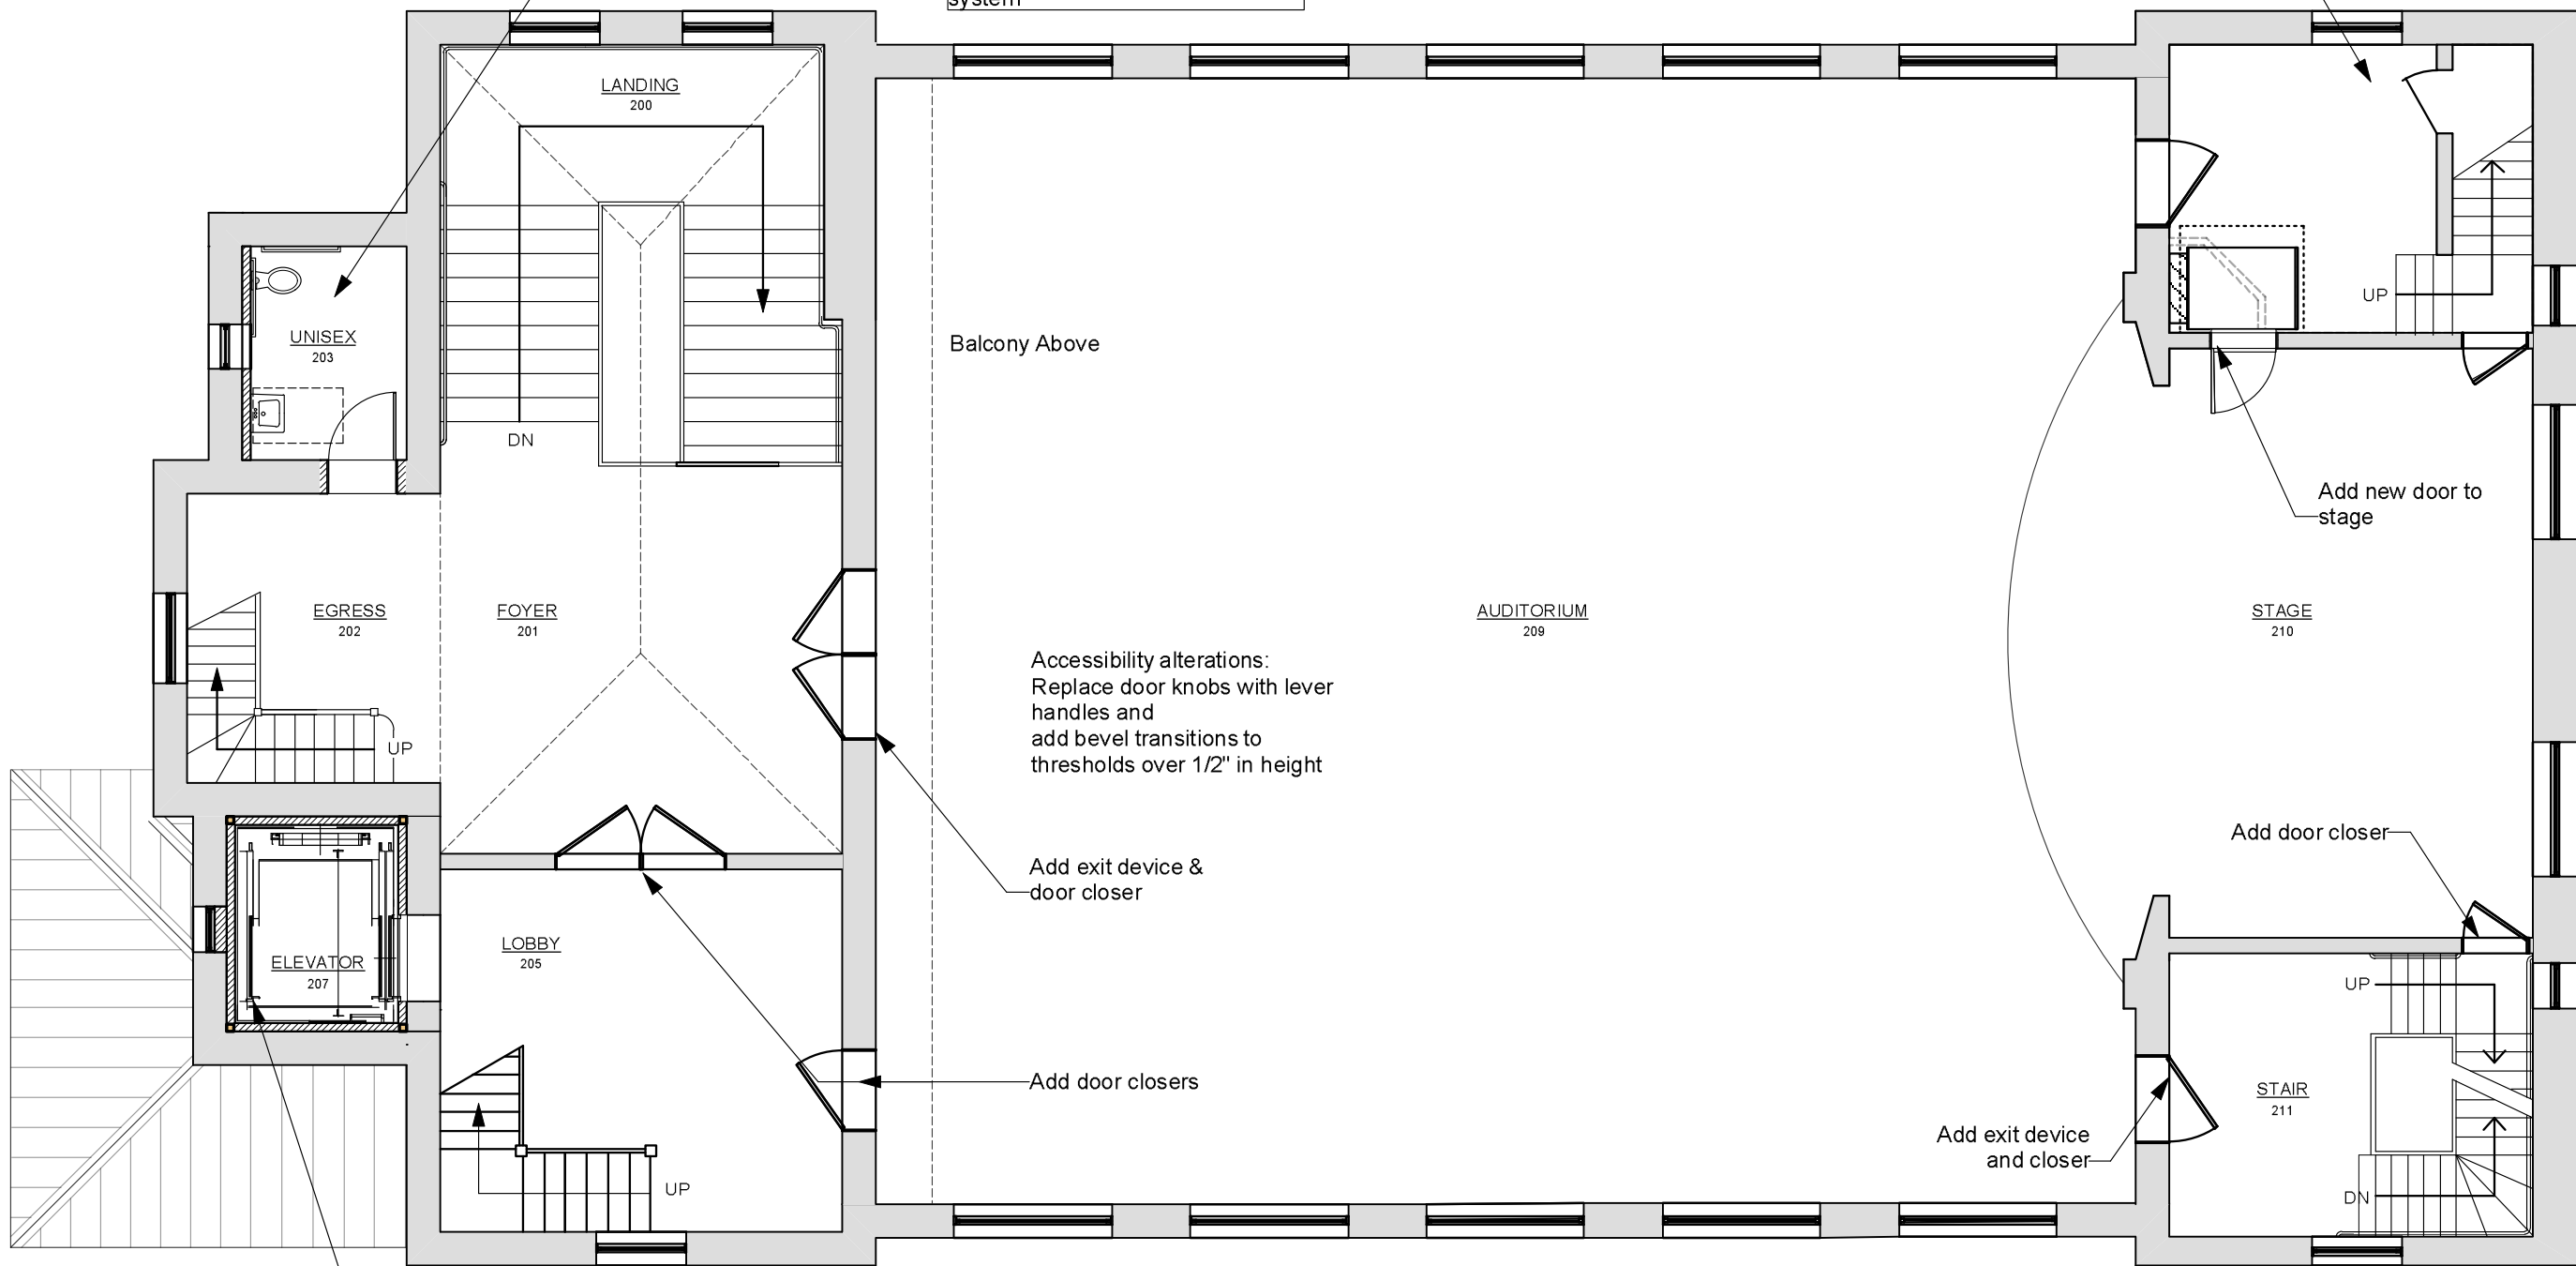 system
LANDING
200
UNISEX
203
DN
Balcony Above
UP
Add new door to
stage
EGRESS
202
FOYER
201
AUDITORIUM
209
STAGE
210
Accessibility alterations:
Replace door knobs with lever
handles and
add bevel transitions to
thresholds over 1/2" in height
UP
Add door closer
Add exit device &
door closer
LOBBY
205
ELEVATOR
207
UP
Add door closers
STAIR
211
Add exit device
and closer
UP
DN